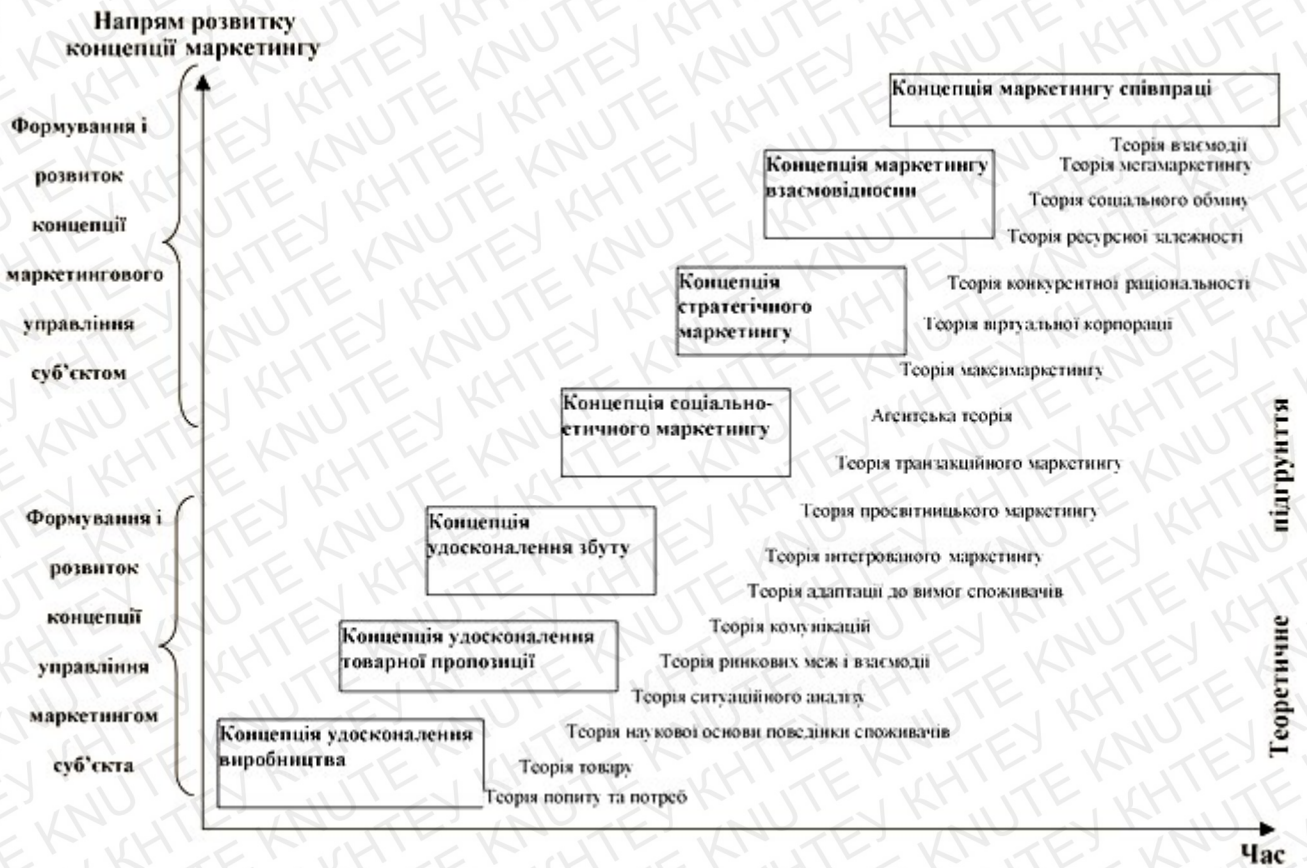 Напрям розвитку
концепції маркетингу
Формування і
розвиток
концепції
маркетингового
управління
суб’єктом
Формування і
розвиток
концепції
управління
маркетингом
суб’єкта
Концепція маркетингу співпраці
Концепція маркетингу
взаємовідносин
Концепція
стратегічного
маркетингу
Концепція соціально-
етичного маркетингу
Концепція
удосконалення збуту
Концепція удосконалення
товарної пропозиції
Концепція удосконалення
виробництва
Теорія взаємодії
Теорія мегамаркетингу
Теорія соціального обміну
Теорія ресурсної залежності
Теорія конкурентної раціональності
Теорія віртуальної корпорації
Теорія максимаркетингу
Агентська теорія
Теорія транзакційного маркетингу
Теорія просвітницького маркетингу
Теорія інтегрованого маркетингу
Теорія адаптації до вимог споживачів
Теорія комунікацій
Теорія ринкових меж і взаємодії
Теорія ситуаційного аналізу
Теорія наукової основи поведінки споживачів
Теорія товару
Теорія попиту та потреб
Теоретичне підґрунття
Час
KNUTE КНТЕУ